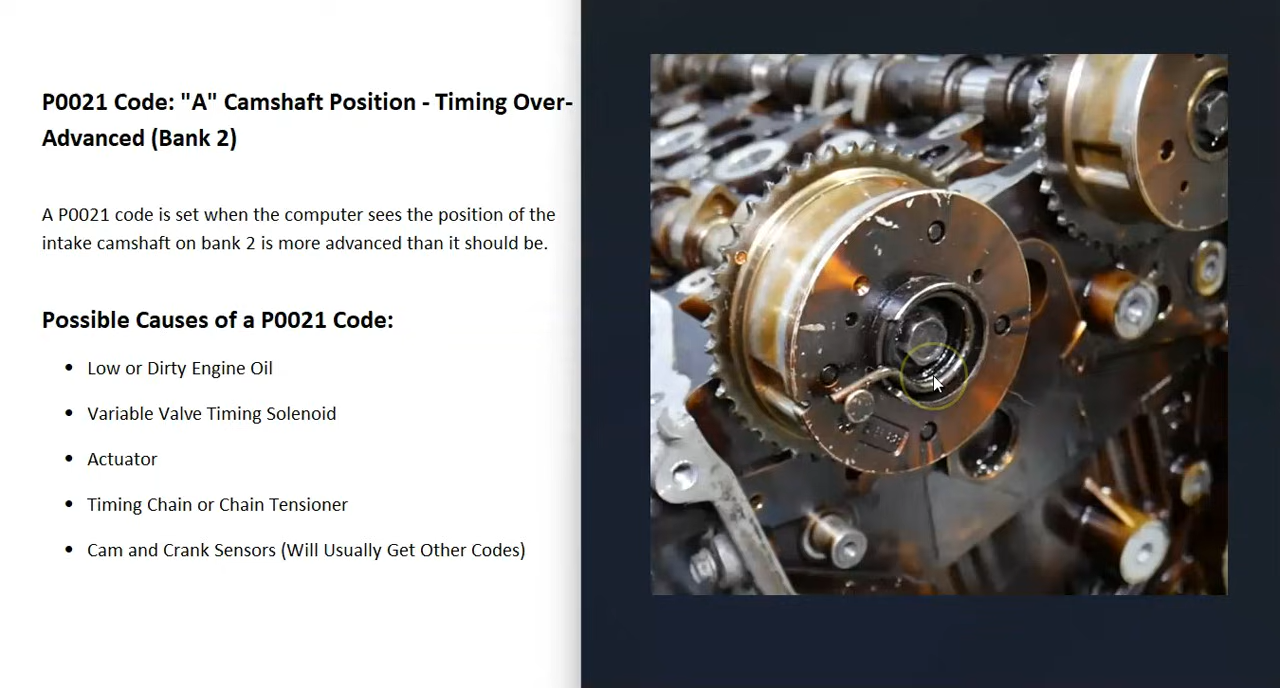 P0021 Code: "A" Camshaft Position - Timing Over-
Advanced (Bank 2)
A P0021 code is set when the computer sees the position of the
intake camshaft on bank 2 is more advanced than it should be.
Possible Causes of a P0021 Code:
• Low or Dirty Engine Oil
• Variable Valve Timing Solenoid
• Actuator
• Timing Chain or Chain Tensioner
• Cam and Crank Sensors (Will Usually Get Other Codes)